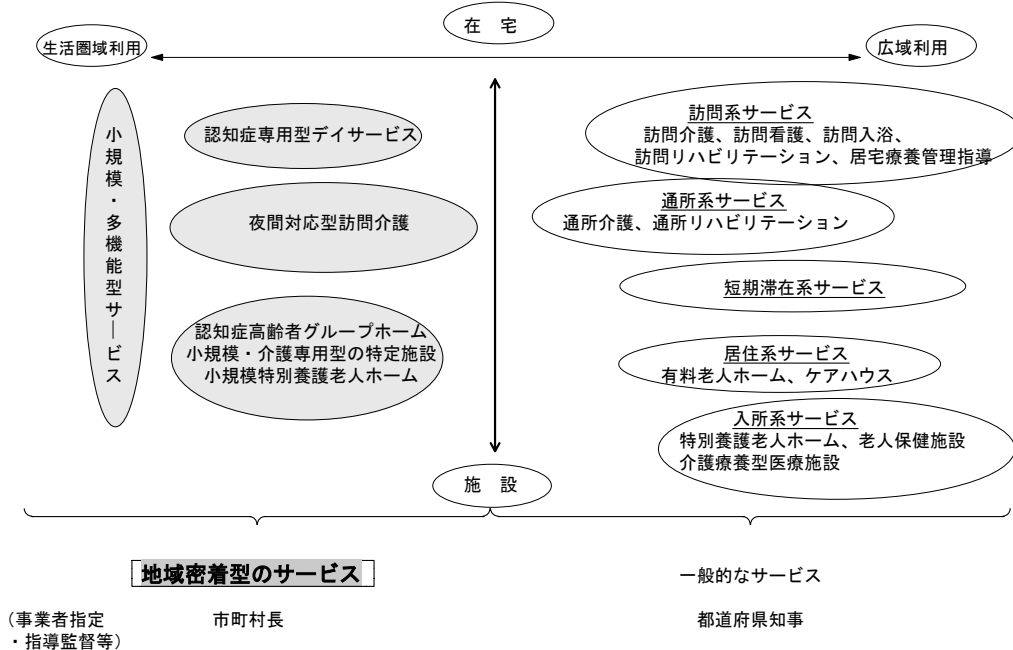 在　宅
生活圏域利用
広域利用
小規模・多機能型サービス
認知症専用型デイサービス
夜間対応型訪問介護
認知症高齢者グループホーム
小規模・介護専用型の特定施設
小規模特別養護老人ホーム
訪問系サービス
訪問介護、訪問看護、訪問入浴、
訪問リハビリテーション、居宅療養管理指導
通所系サービス
通所介護、通所リハビリテーション
短期滞在系サービス
居住系サービス
有料老人ホーム、ケアハウス
入所系サービス
特別養護老人ホーム、老人保健施設
介護療養型医療施設
施　設
地域密着型のサービス
一般的なサービス
（事業者指定
・指導監督等）
市町村長
都道府県知事